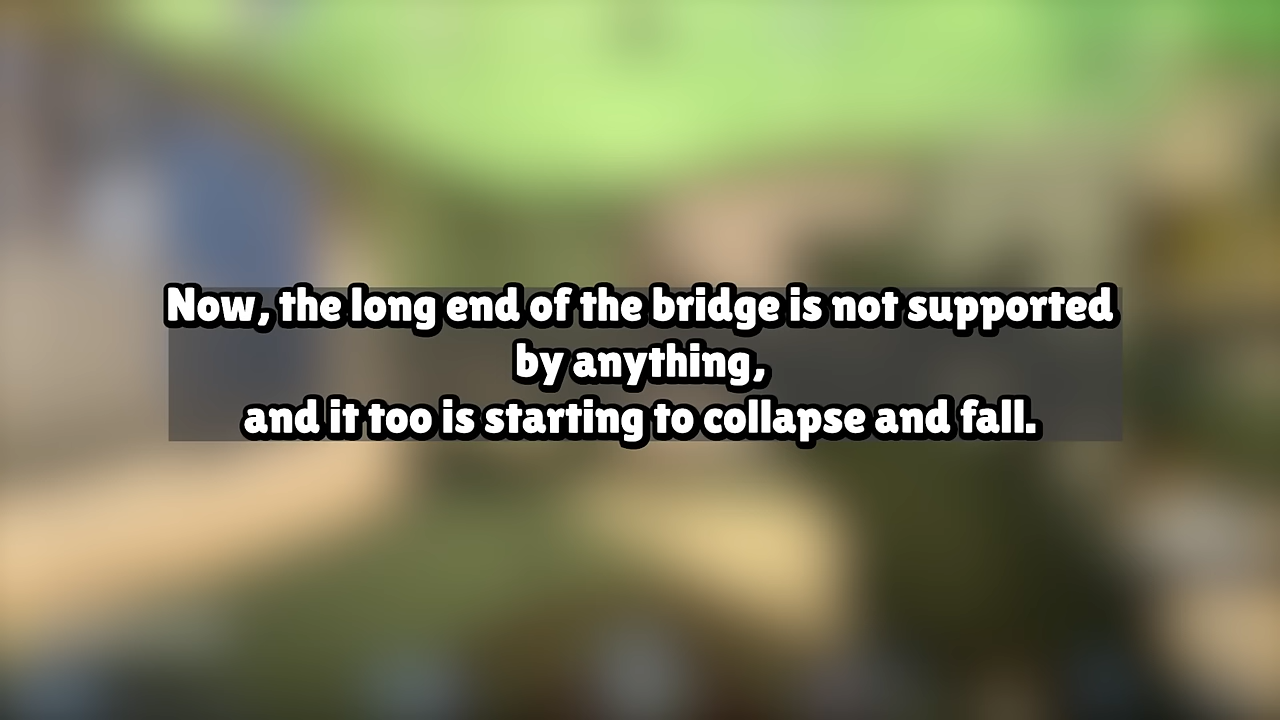 Now, the long end of the bridge is not supported
by anything,
and it too is starting to collapse and fall.